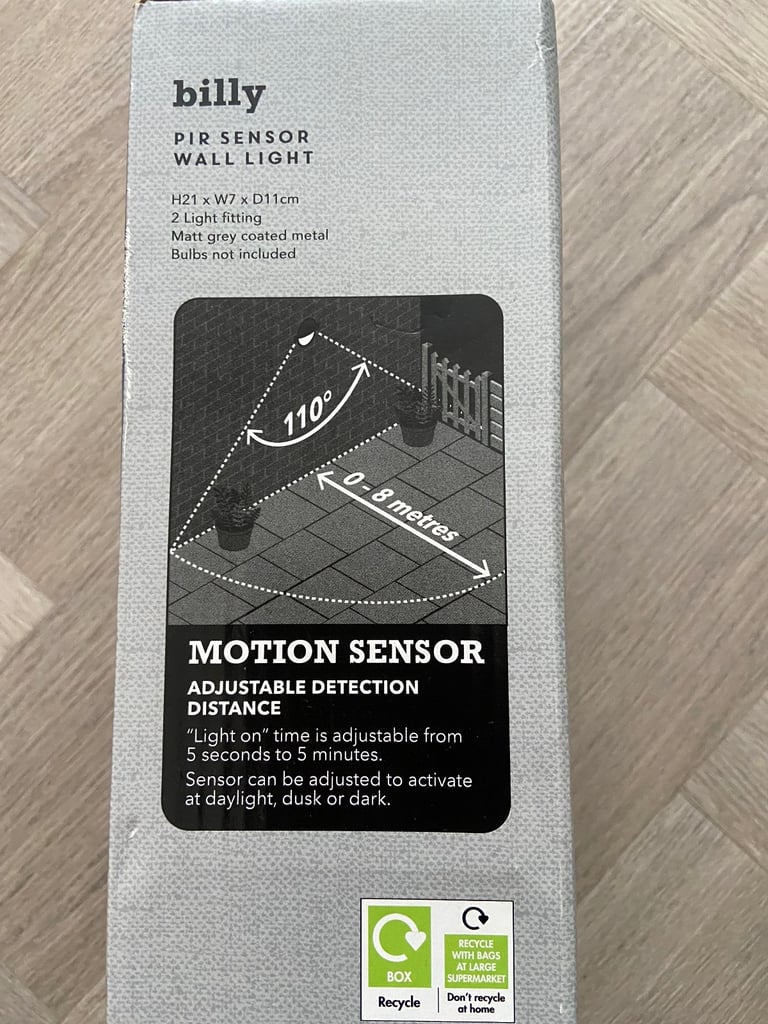 billy
PIR SENSOR
WALL LIGHT
H21 x W7 x D11cm
2 Light fitting
Matt grey coated metal
Bulbs not included
110°
0 - 8 metres
MOTION SENSOR
ADJUSTABLE DETECTION
DISTANCE
"Light on" time is adjustable from
5 seconds to 5 minutes.
Sensor can be adjusted to activate
at daylight, dusk or dark.
BOX
Recycle
RECYCLE
WITH BAGS
AT LARGE
SUPERMARKET
Don't recycle
at home